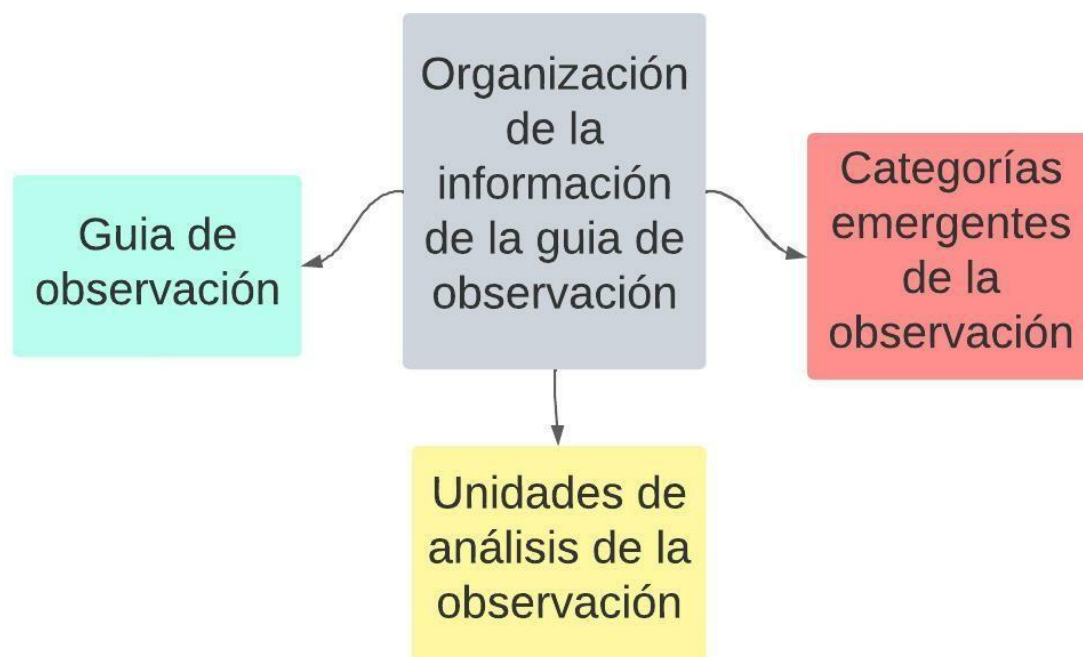 Organización
de la
información
de la guia de
observación
Guia de
observación
Categorías
emergentes
de la
observación
Unidades de
análisis de la
observación